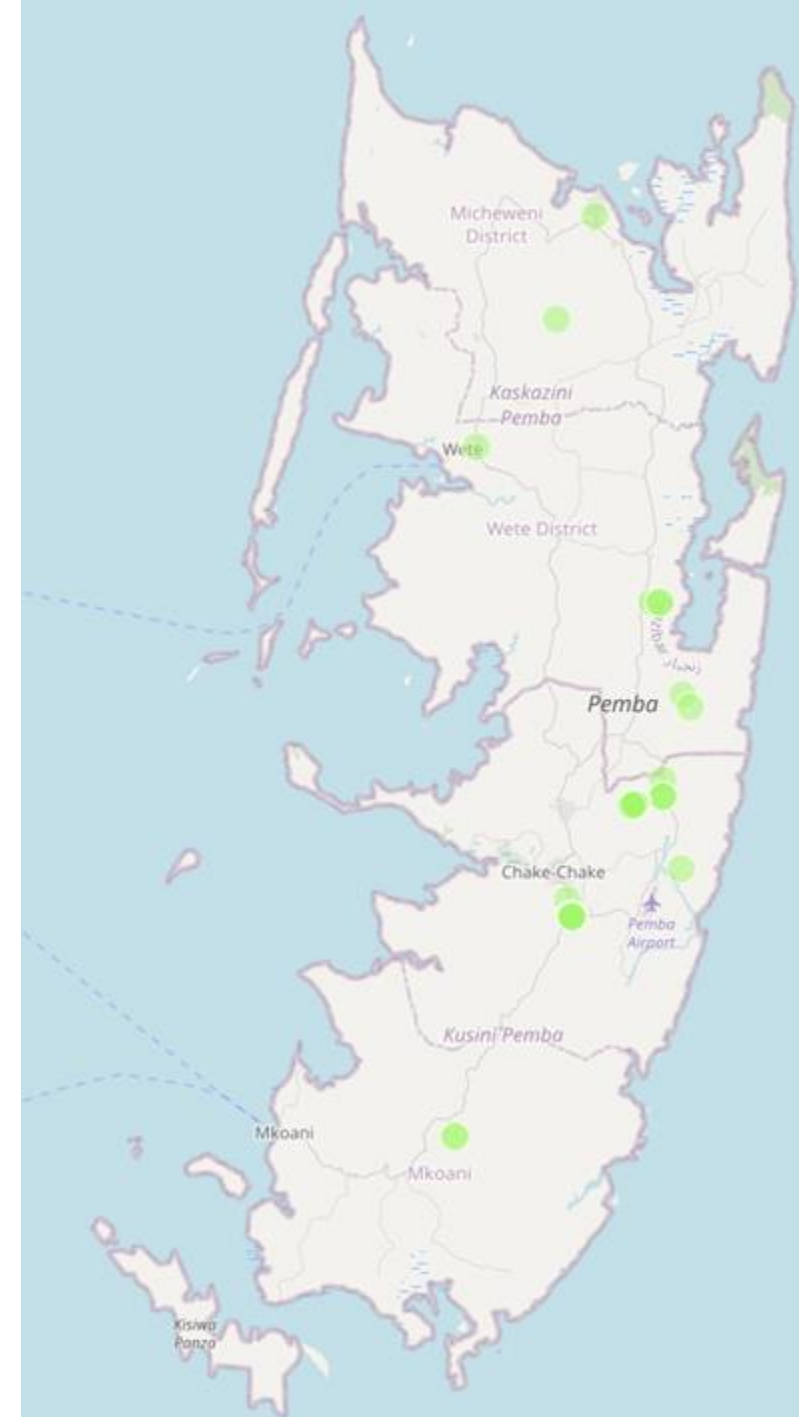 Micheweni
District
Kaskazini
Pemba
Wete
Wete District
Pemba
Chake-Chake
Pemba
Airport
Kusini Pemba
Mkoani
Mkoani
Kisiwa
Panza